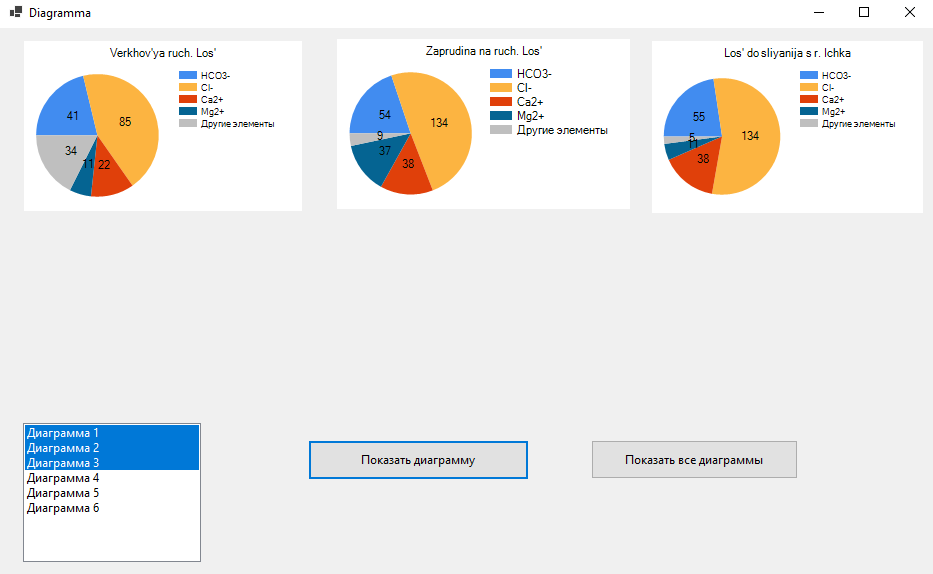 Diagramma
Verkhov'ya ruch. Los'
HCO3-
Cl-
Ca2+
Mg2+
Другие элементы
41
85
34
11
22
Zaprudina na ruch. Los'
HCO3-
Cl-
Ca2+
Mg2+
Другие элементы
54
134
9
37
38
Los' do sliyanija s r. Ichka
HCO3-
Cl-
Ca2+
Mg2+
Другие элементы
55
134
5
11
38
Диаграмма 1
Диаграмма 2
Диаграмма 3
Диаграмма 4
Диаграмма 5
Диаграмма 6
Показать диаграмму
Показать все диаграммы